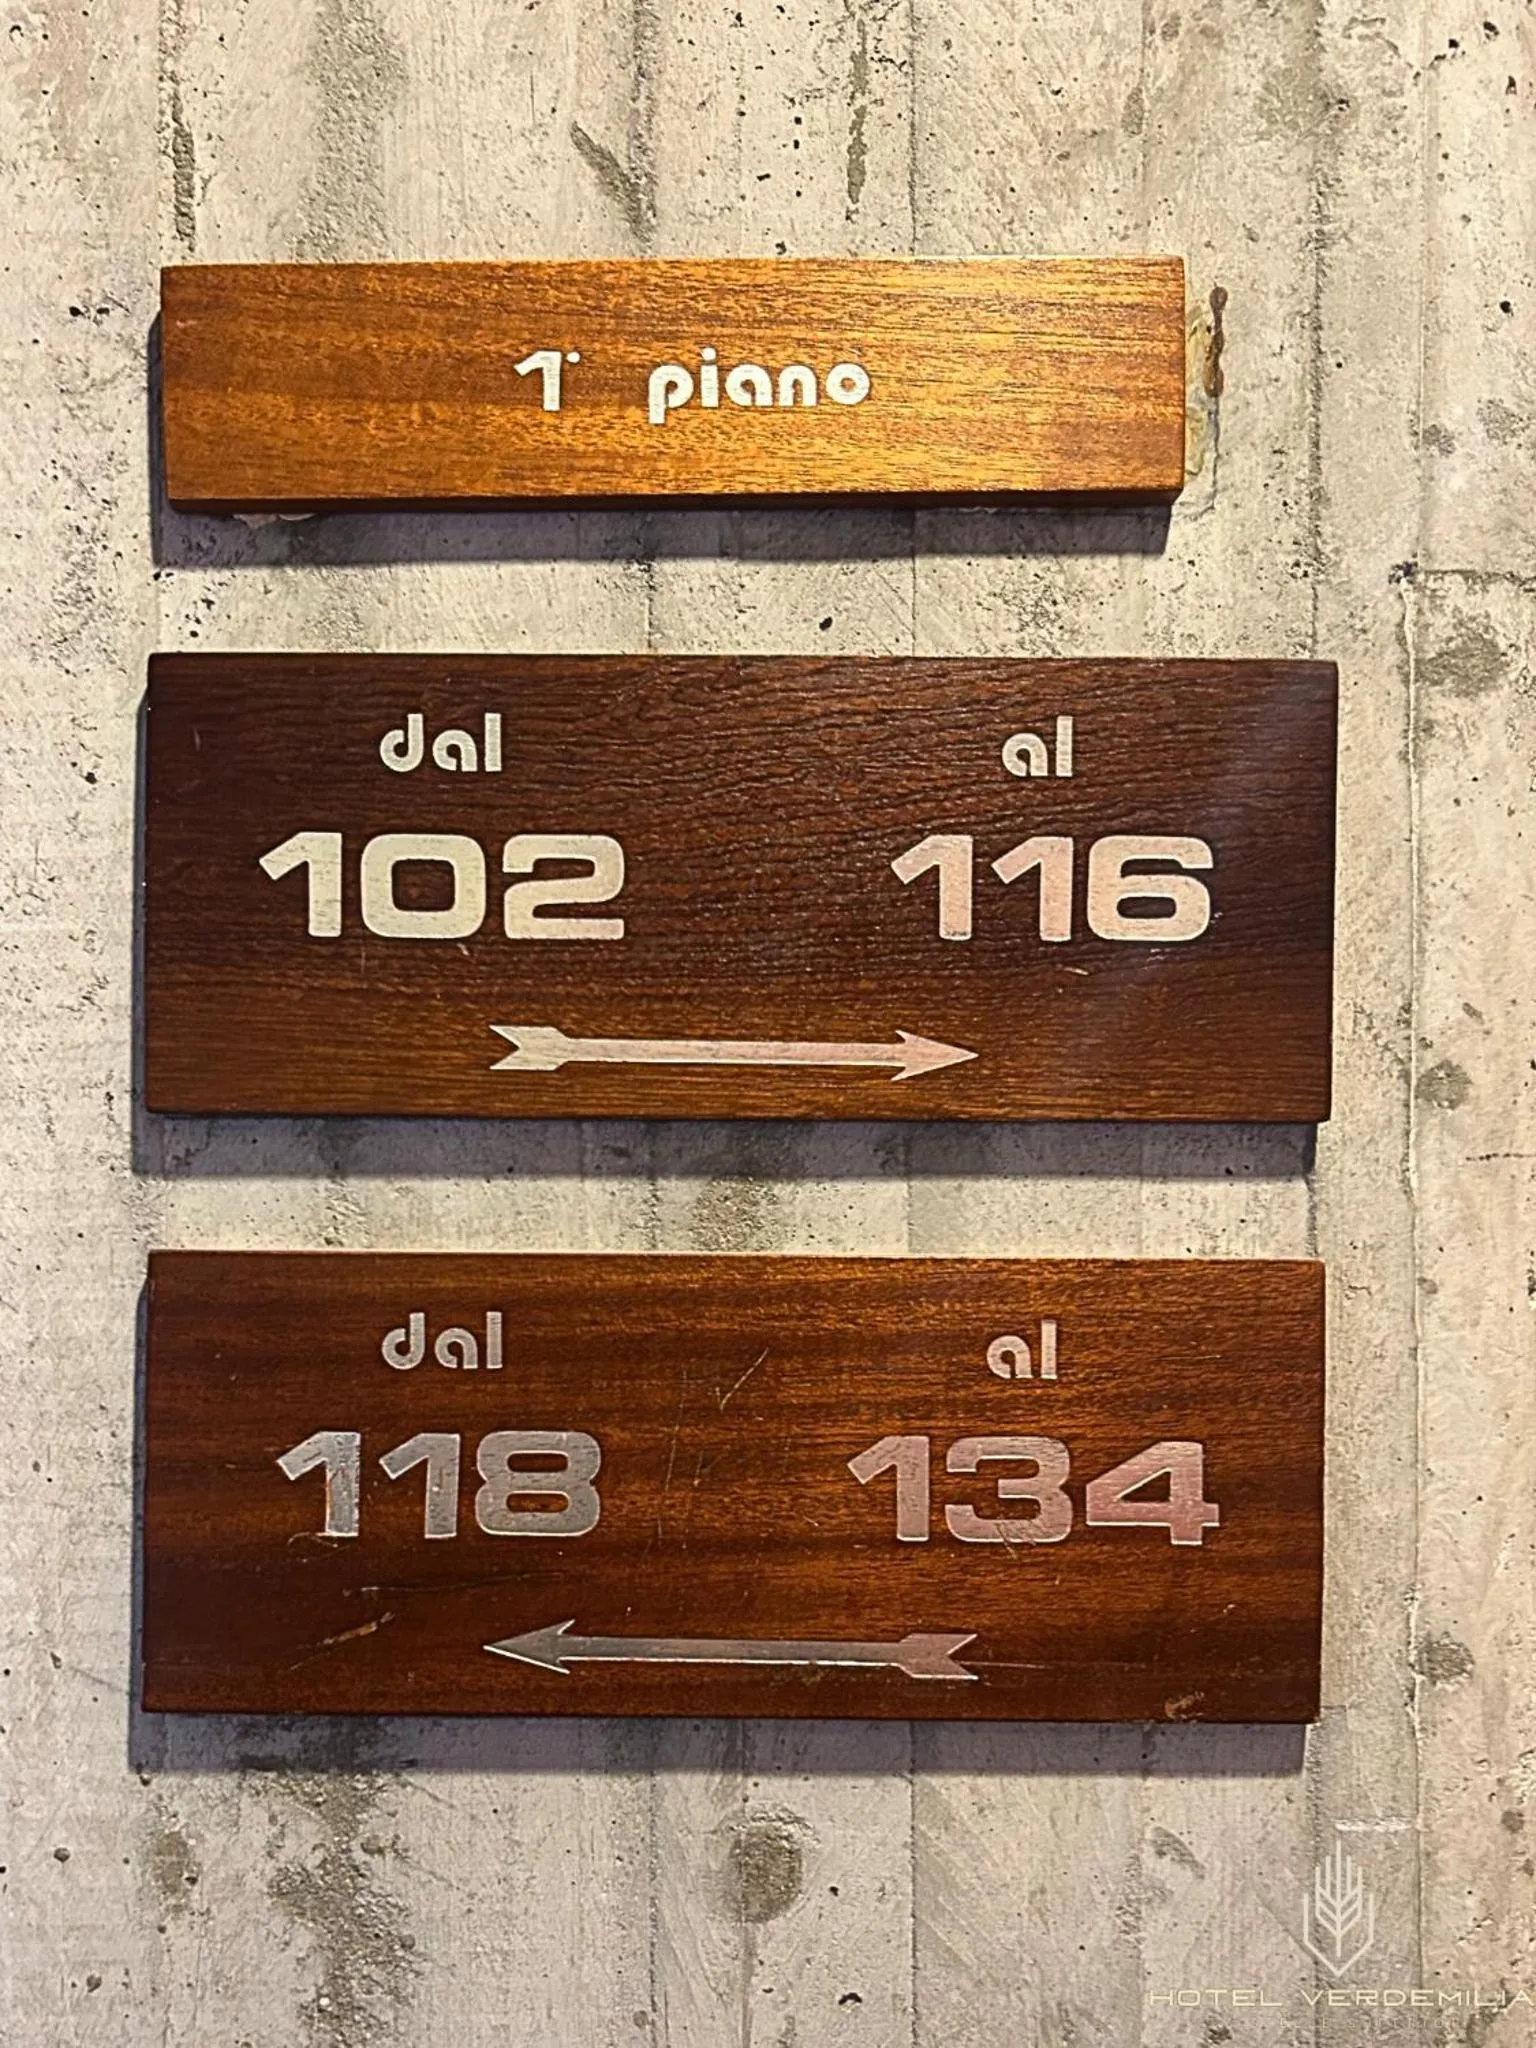 1° piano
dal al
102 116
dal al
118 134
HOTEL VERDEMILIA